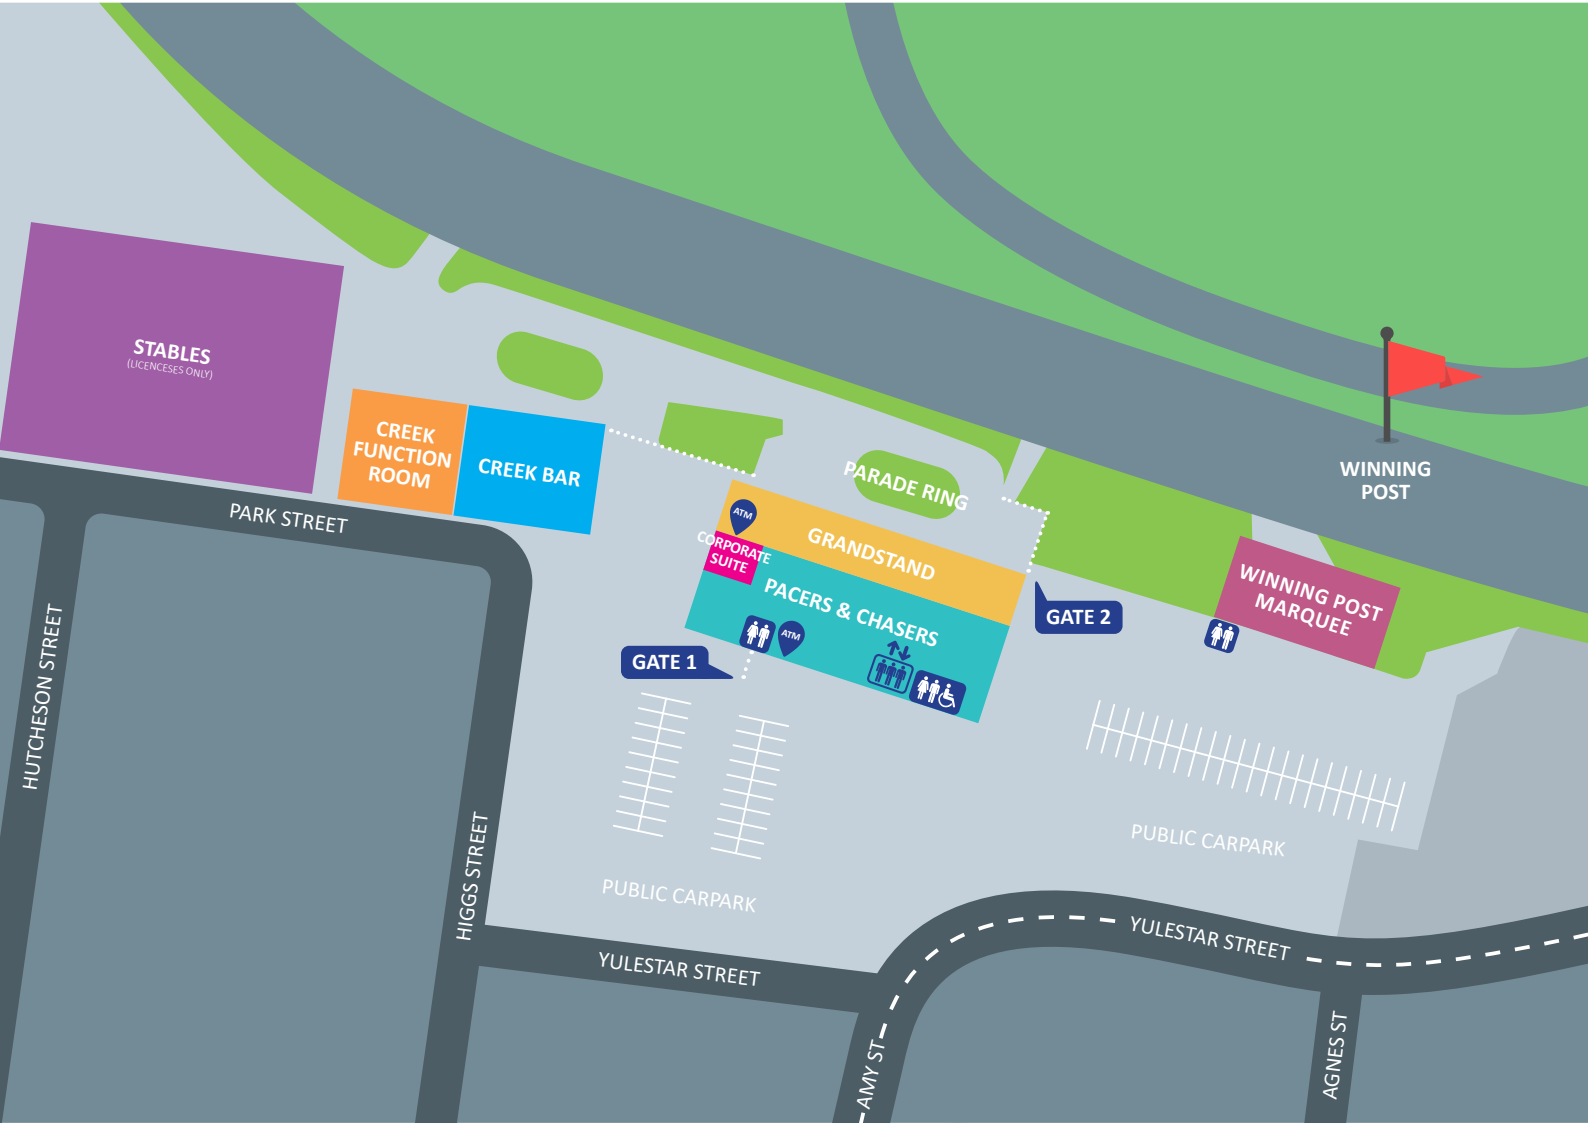 STABLES
(LICENCESES ONLY)
CREEK
FUNCTION
ROOM
CREEK BAR
PARK STREET
PARADE RING
WINNING
POST
ATM
GRANDSTAND
CORPORATE
SUITE
PACERS & CHASERS
ATM
GATE 1
GATE 2
WINNING POST
MARQUEE
HUTCHESON STREET
HIGGS STREET
PUBLIC CARPARK
PUBLIC CARPARK
YULESTAR STREET
YULESTAR STREET
AMY ST
AGNES ST